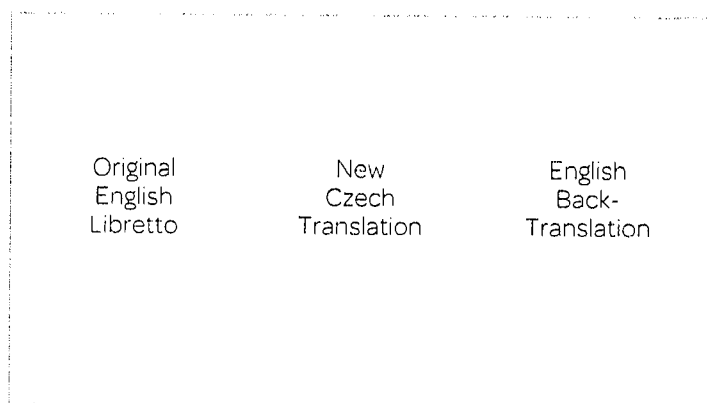 Original
English
Libretto
New
Czech
Translation
English
Back-
Translation